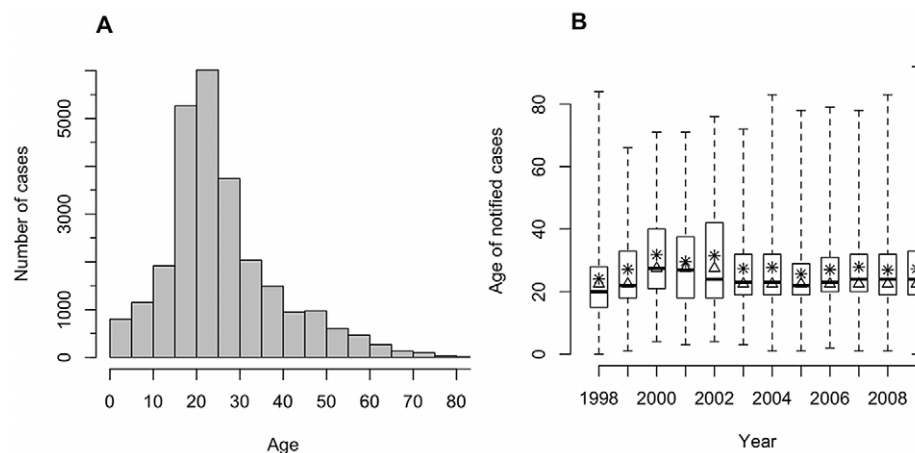 A
Number of cases
0
1000
3000
5000
0 10 20 30 40 50 60 70 80
Age
B
Age of notified cases
0
20
40
60
80
1998 2000 2002 2004 2006 2008
Year